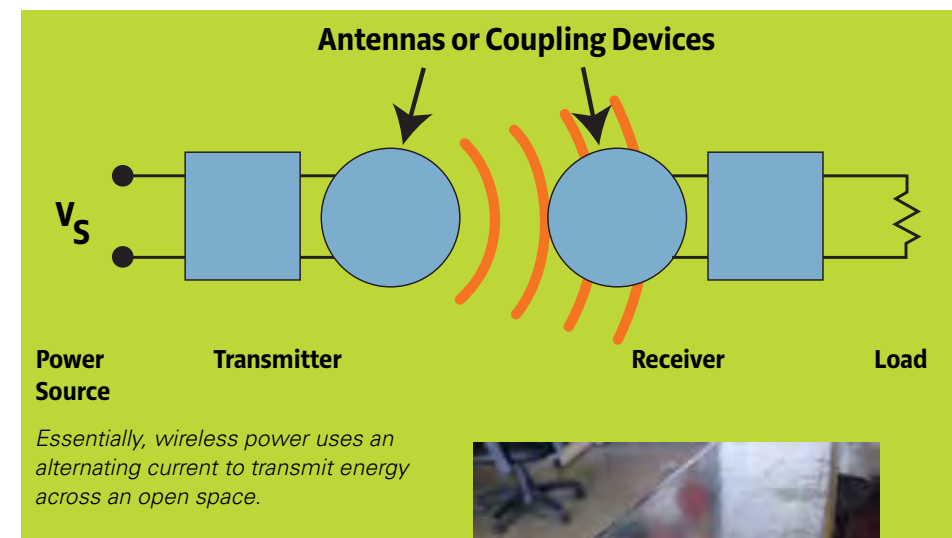 Antennas or Coupling Devices
VS
Power Source
Transmitter
Receiver
Load
Essentially, wireless power uses an
alternating current to transmit energy
across an open space.